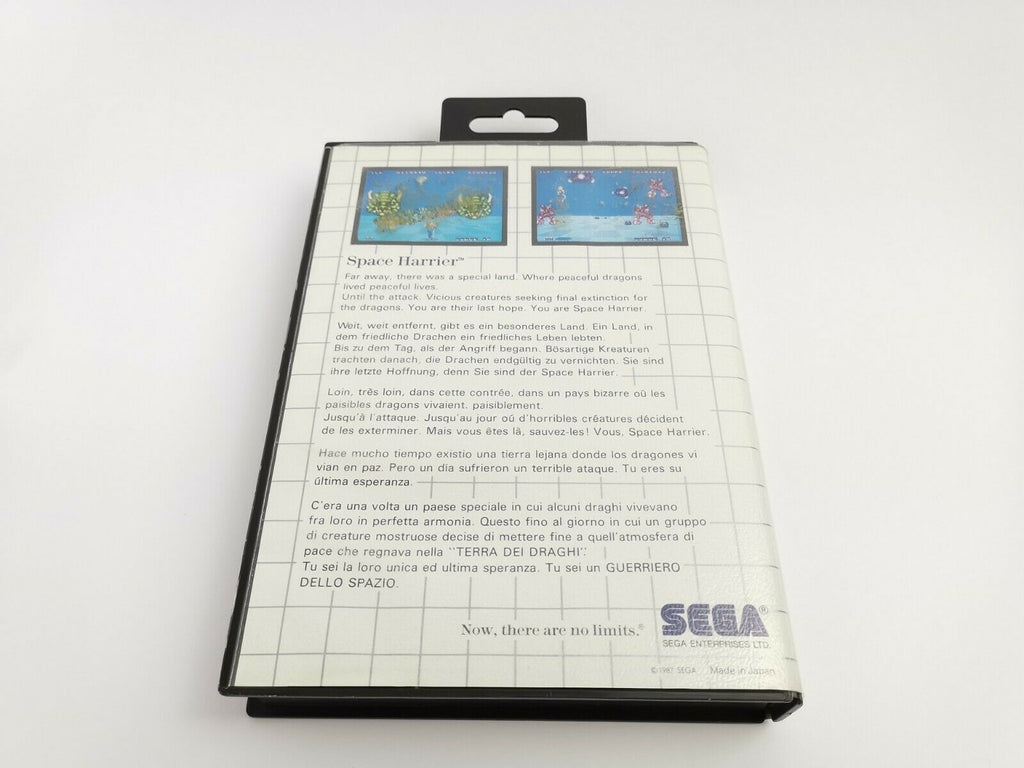 Space Harrier™
Far away, there was a special land. Where peaceful dragons
lived peaceful lives.
Until the attack. Vicious creatures seeking final extinction for
the dragons. You are their last hope. You are Space Harrier.
Weit, weit entfernt, gibt es ein besonderes Land. Ein Land, in
dem friedliche Drachen ein friedliches Leben lebten.
Bis zu dem Tag, als der Angriff begann. Bösartige Kreaturen
trachten danach, die Drachen endgültig zu vernichten. Sie sind
ihre letzte Hoffnung, denn Sie sind der Space Harrier.
Loin, três loin, dans cette contrée, dans un pays bizarre oû les
paisibles dragons vivaient, paisiblement.
Jusqu'à l'attaque. Jusqu'au jour oú d'horribles créatures décident
de les exterminer. Mais vous êtes lâ, sauvez-les! Vous, Space Harrier.
Hace mucho tiempo existio una tierra lejana donde los dragones vi
vian en paz. Pero un dia sufrieron un terrible ataque. Tu eres su
última esperanza.
C'era una volta un paese speciale in cui alcuni draghi vivevano
fra loro in perfetta armonia. Questo fino al giorno in cui un gruppo
di creature mostruose decise di mettere fine a quell'atmosfera di
pace che regnava nella "TERRA DEI DRAGHI".
Tu sei la loro unica ed ultima speranza. Tu sei un GUERRIERO
DELLO SPAZIO.
Now, there are no limits.®
SEGA®
SEGA ENTERPRISES LTD.
©1987 SEGA Made in Japan